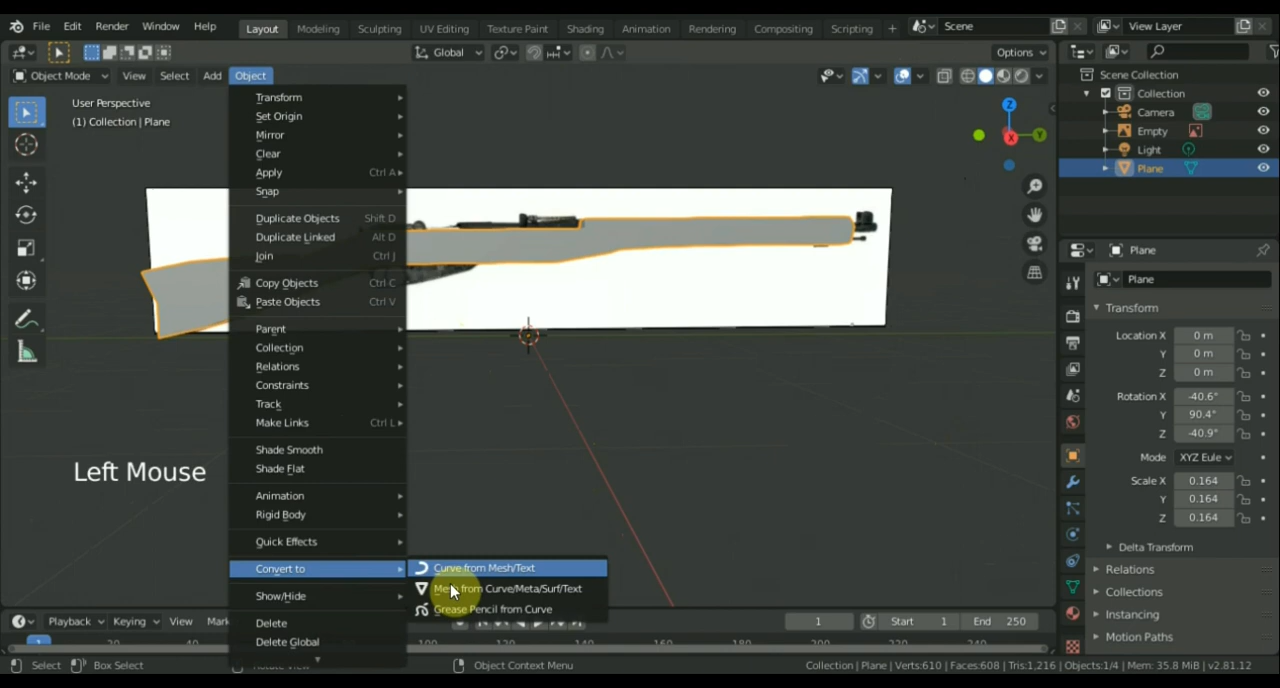 File Edit Render Window Help Layout Modeling Sculpting UV Editing Texture Paint Shading Animation Rendering Compositing Scripting + Scene View Layer
Global Options
Object Mode View Select Add Object
User Perspective
(1) Collection | Plane
Transform
Set Origin
Mirror
Clear
Apply Ctrl A
Snap
Duplicate Objects Shift D
Duplicate Linked Alt D
Join Ctrl J
Copy Objects Ctrl C
Paste Objects Ctrl V
Parent
Collection
Relations
Constraints
Track
Make Links Ctrl L
Shade Smooth
Shade Flat
Animation
Rigid Body
Quick Effects
Convert to
Show/Hide
Delete
Delete Global
Curve from Mesh/Text
Mesh from Curve/Meta/Surf/Text
Grease Pencil from Curve
Left Mouse
Z
Y
X
Scene Collection
Collection
Camera
Empty
Light
Plane
Plane
Plane
Transform
Location X 0 m
Y 0 m
Z 0 m
Rotation X -40.6°
Y 90.4°
Z -40.9°
Mode XYZ Eule
Scale X 0.164
Y 0.164
Z 0.164
Delta Transform
Relations
Collections
Instancing
Motion Paths
Playback Keying View Mark 1 Start 1 End 250
1
Select Box Select Rotate View Object Context Menu Collection | Plane | Verts:610 | Faces:608 | Tris:1,216 | Objects:1/4 | Mem: 35.8 MiB | v2.81.12